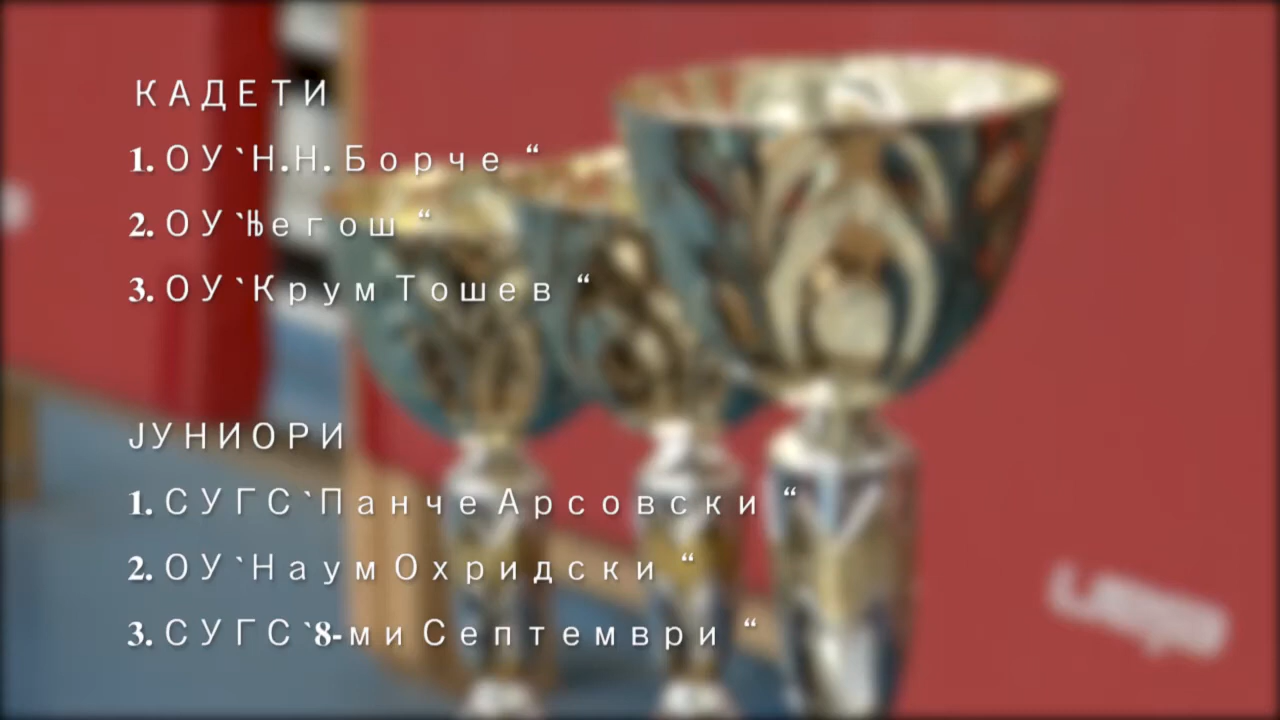 КАДЕТИ
1. ОУ `Н.Н. Борче “
2. ОУ `Његош “
3. ОУ `Крум Тошев “
ЈУНИОРИ
1. СУГС `Панче Арсовски “
2. ОУ `Наум Охридски “
3. СУГС `8-ми Септември “